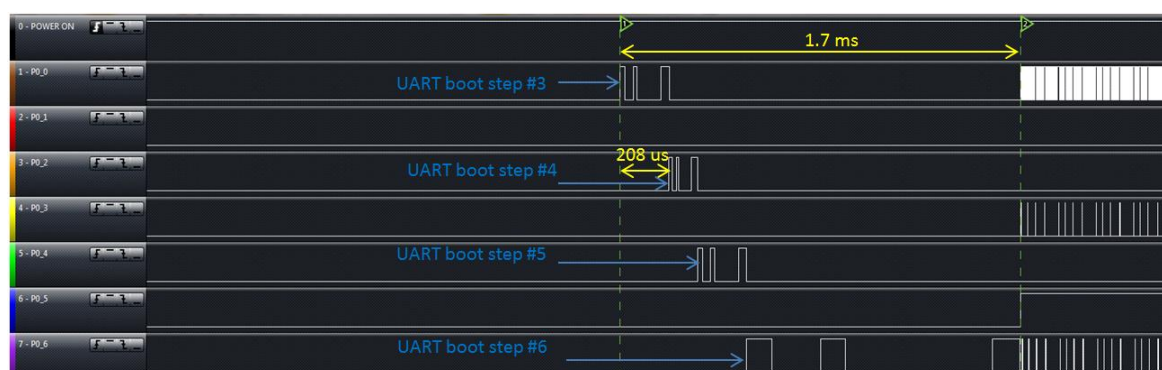 0 - POWER ON
1
2
1.7 ms
1 - P0_0
UART boot step #3
2 - P0_1
208 us
3 - P0_2
UART boot step #4
4 - P0_3
5 - P0_4
UART boot step #5
6 - P0_5
7 - P0_6
UART boot step #6